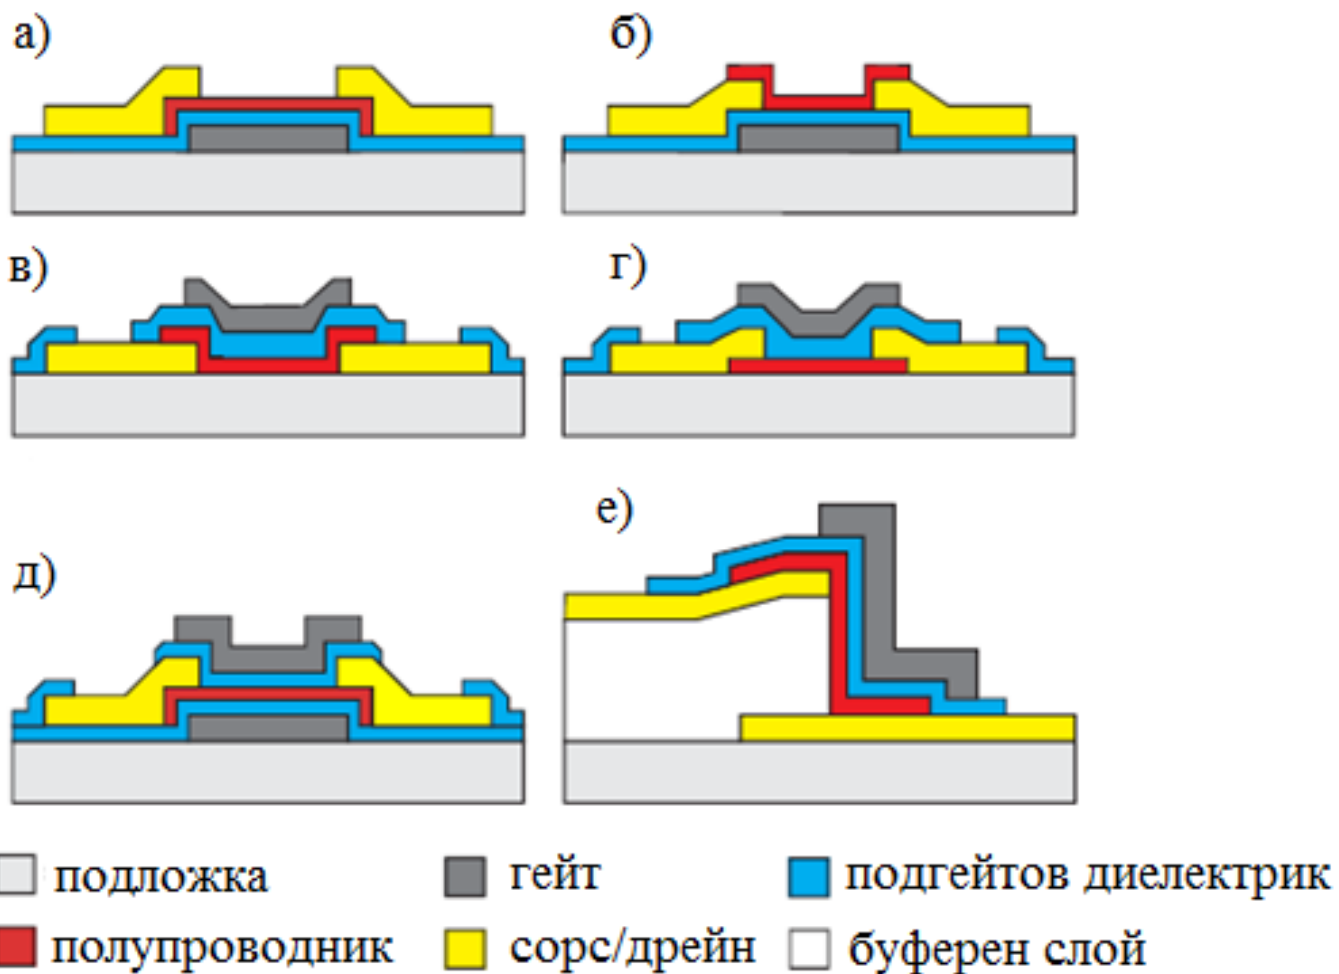 а)
б)
в)
г)
д)
е)
подложка
гейт
подгейтов диелектрик
полупроводник
сорс/дрейн
буферен слой